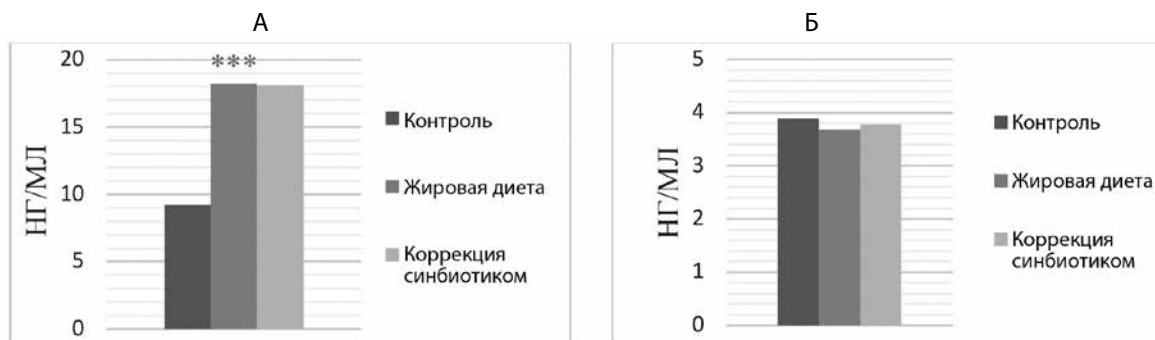 А
20
15
10
5
0
НГ/МЛ
***
Контроль
Жировая диета
Коррекция
синбиотиком
Б
5
4
3
2
1
0
НГ/МЛ
Контроль
Жировая диета
Коррекция
синбиотиком